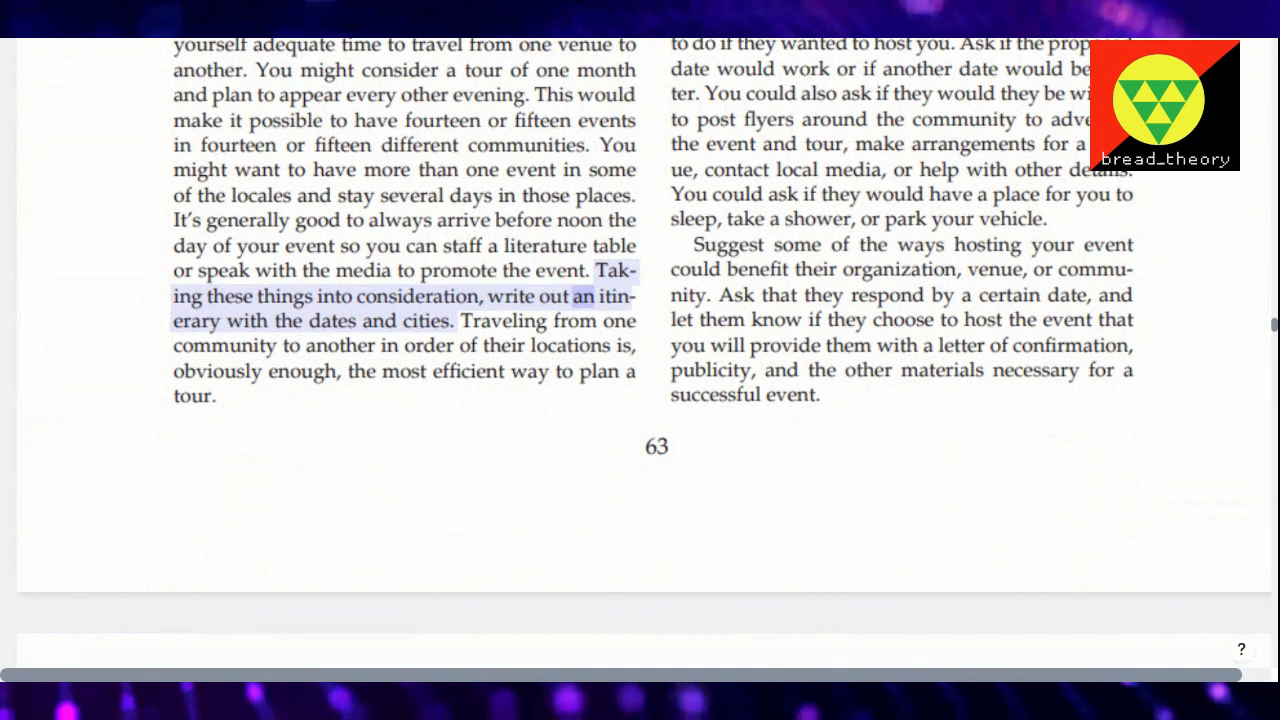 yourself adequate time to travel from one venue to
another. You might consider a tour of one month
and plan to appear every other evening. This would
make it possible to have fourteen or fifteen events
in fourteen or fifteen different communities. You
might want to have more than one event in some
of the locales and stay several days in those places.
It's generally good to always arrive before noon the
day of your event so you can staff a literature table
or speak with the media to promote the event. Tak-
ing these things into consideration, write out an itin-
erary with the dates and cities. Traveling from one
community to another in order of their locations is,
obviously enough, the most efficient way to plan a
tour.
to do if they wanted to host you. Ask if the
date would work or if another date would be
ter. You could also ask if they would they be
to post flyers around the community to
the event and tour, make arrangements for a
ue, contact local media, or help with other details.
You could ask if they would have a place for you to
sleep, take a shower, or park your vehicle.
Suggest some of the ways hosting your event
could benefit their organization, venue, or commu-
nity. Ask that they respond by a certain date, and
let them know if they choose to host the event that
you will provide them with a letter of confirmation,
publicity, and the other materials necessary for a
successful event.
63
bread_theory
?